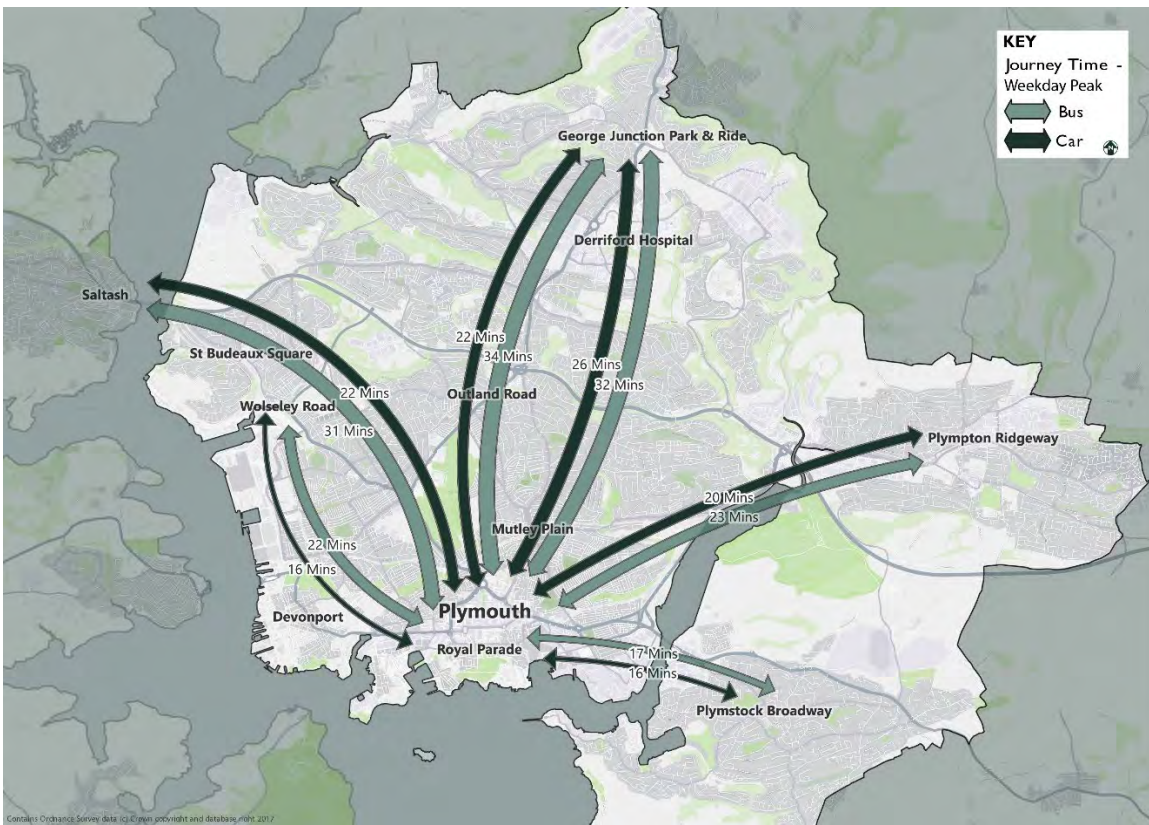 KEY
Journey Time -
Weekday Peak
Bus
Car
N
George Junction Park & Ride
Derriford Hospital
Saltash
St Budeaux Square
22 Mins
34 Mins
26 Mins
32 Mins
Outland Road
22 Mins
Wolseley Road
31 Mins
Plympton Ridgeway
20 Mins
23 Mins
Mutley Plain
22 Mins
16 Mins
Devonport
Plymouth
Royal Parade
17 Mins
16 Mins
Plymstock Broadway
Contains Ordnance Survey data (c) Crown copyright and database right 2017